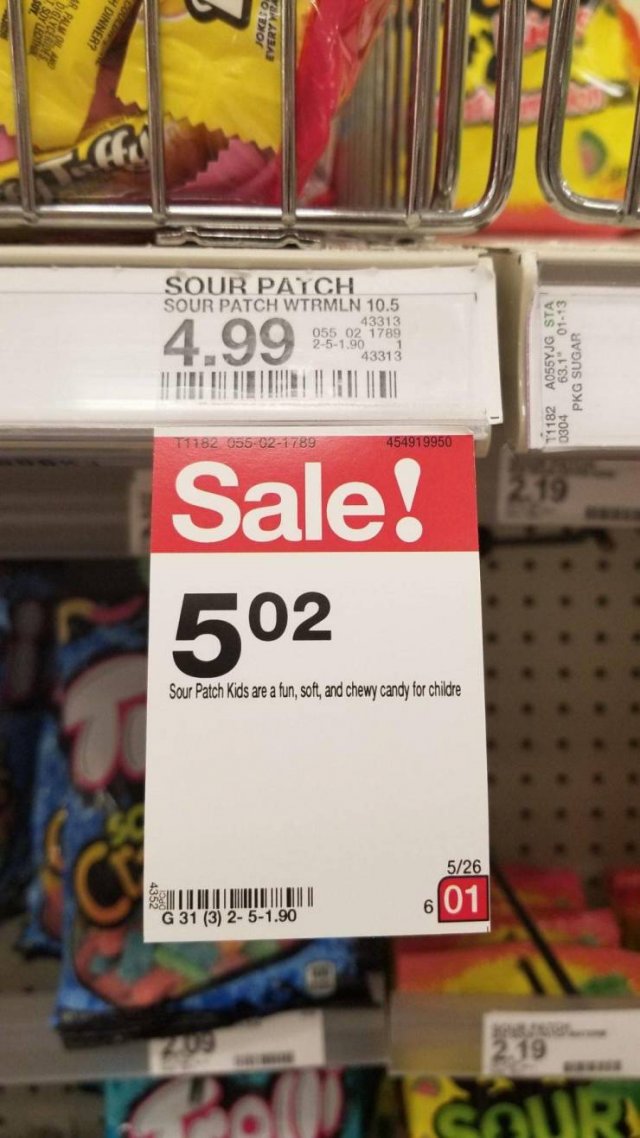 SOUR PATCH
SOUR PATCH WTRMLN 10.5
4.99
43313
055 02 1789
2-5-1.90 1
43313
T1182 A055YJG STA
0304 63.1" 01-13
PKG SUGAR
T1182 055-02-1789 454919950
Sale!
5 02
Sour Patch Kids are a fun, soft, and chewy candy for childre
5/26
6 01
4352
G 31 (3) 2- 5-1.90
2.19
2.09
2.19
SOUR